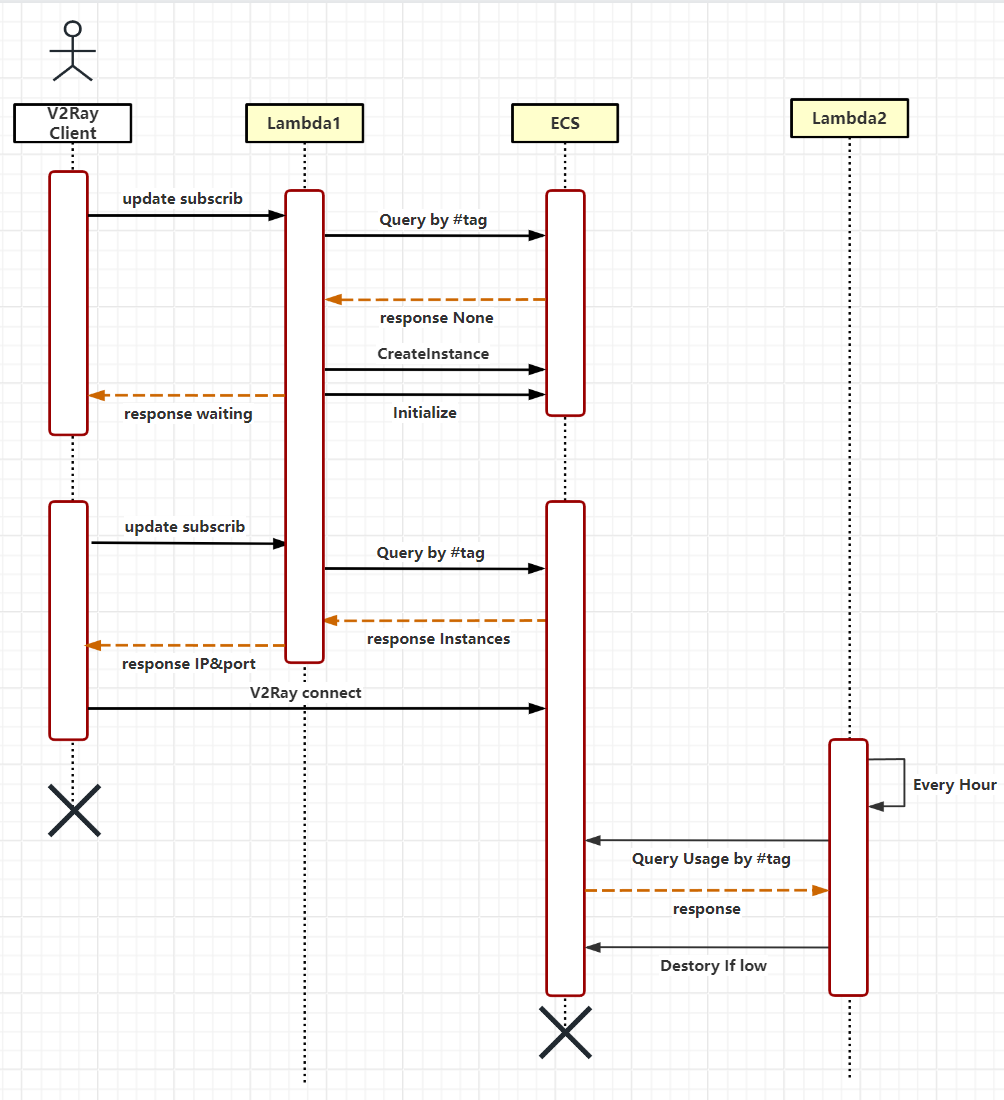 V2Ray
Client
Lambda1
ECS
Lambda2
update subscrib
Query by #tag
response None
CreateInstance
response waiting
Initialize
update subscrib
Query by #tag
response Instances
response IP&port
V2Ray connect
Every Hour
Query Usage by #tag
response
Destory If low